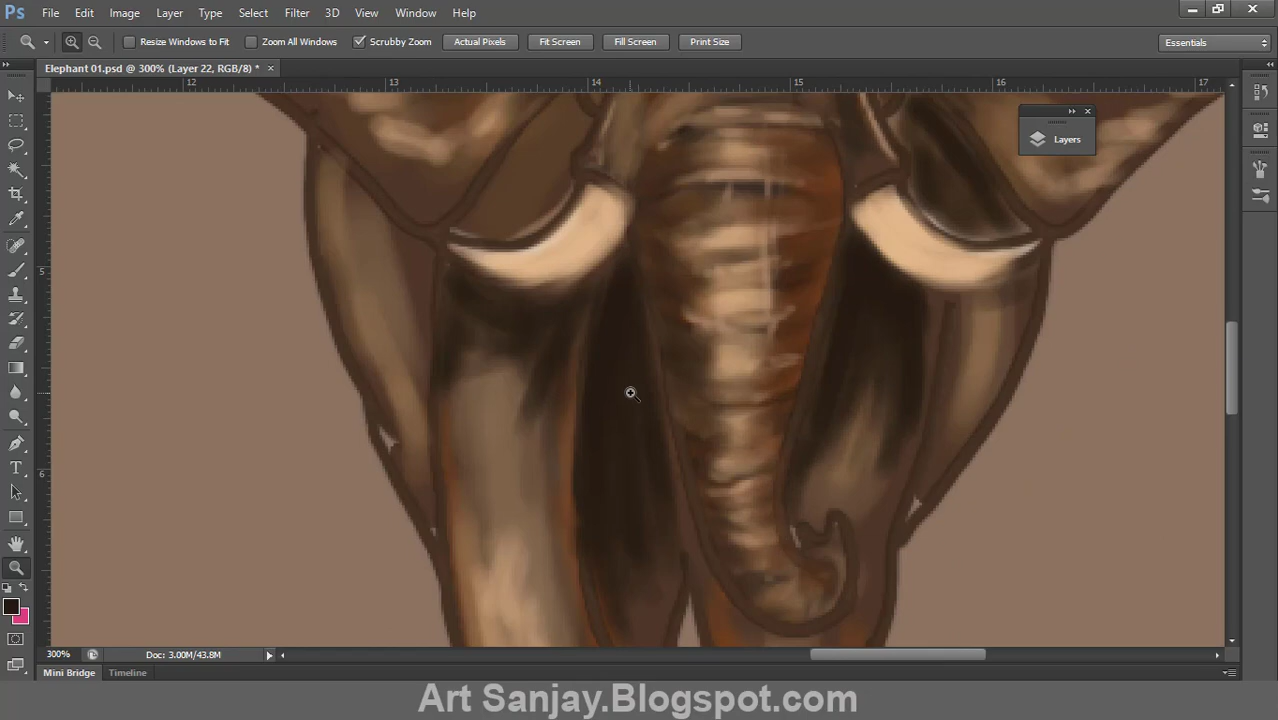 Ps File Edit Image Layer Type Select Filter 3D View Window Help
Resize Windows to Fit Zoom All Windows Scrubby Zoom Actual Pixels Fit Screen Fill Screen Print Size Essentials
Elephant 01.psd @ 300% (Layer 22, RGB/8) *
12 13 14 15 16 17
Layers
5
6
300% Doc: 3.00M/43.8M
Mini Bridge Timeline
Art Sanjay.Blogspot.com